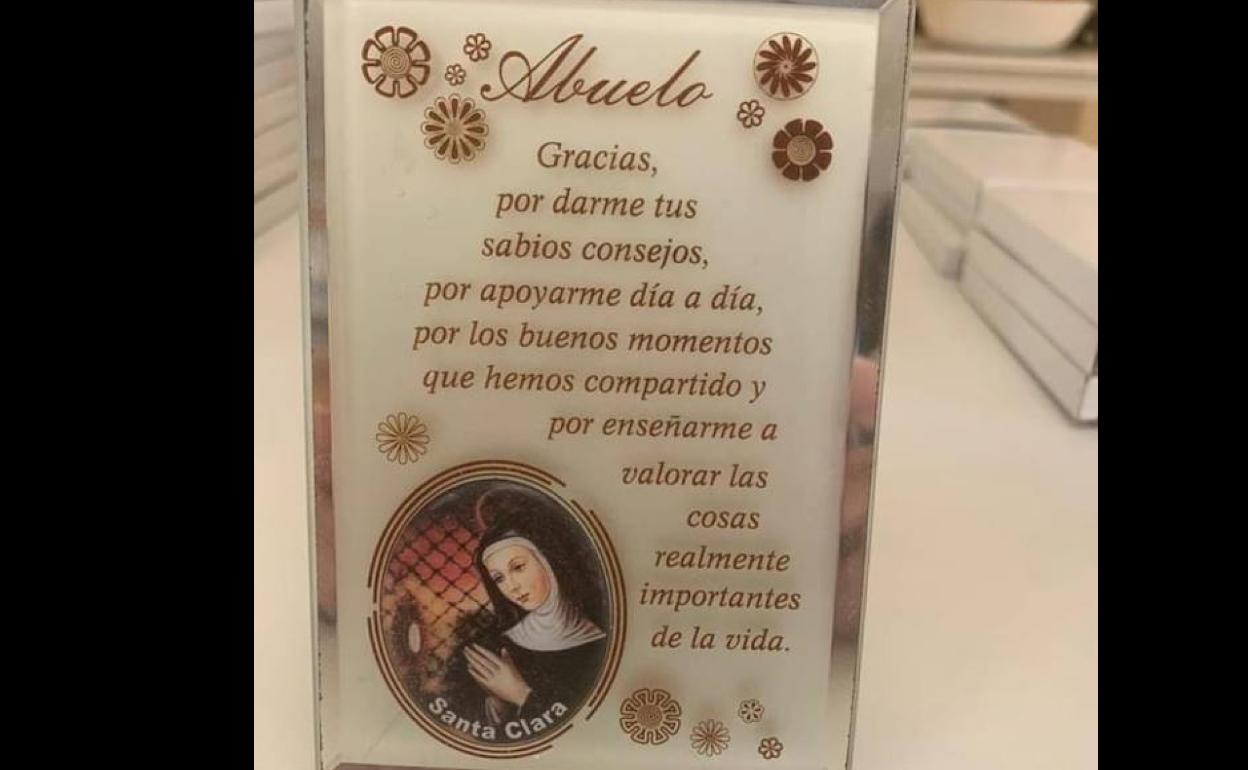 Abuelo
Gracias,
por darme tus
sabios consejos,
por apoyarme día a día,
por los buenos momentos
que hemos compartido y
por enseñarme a
valorar las
cosas
realmente
importantes
de la vida.
Santa Clara